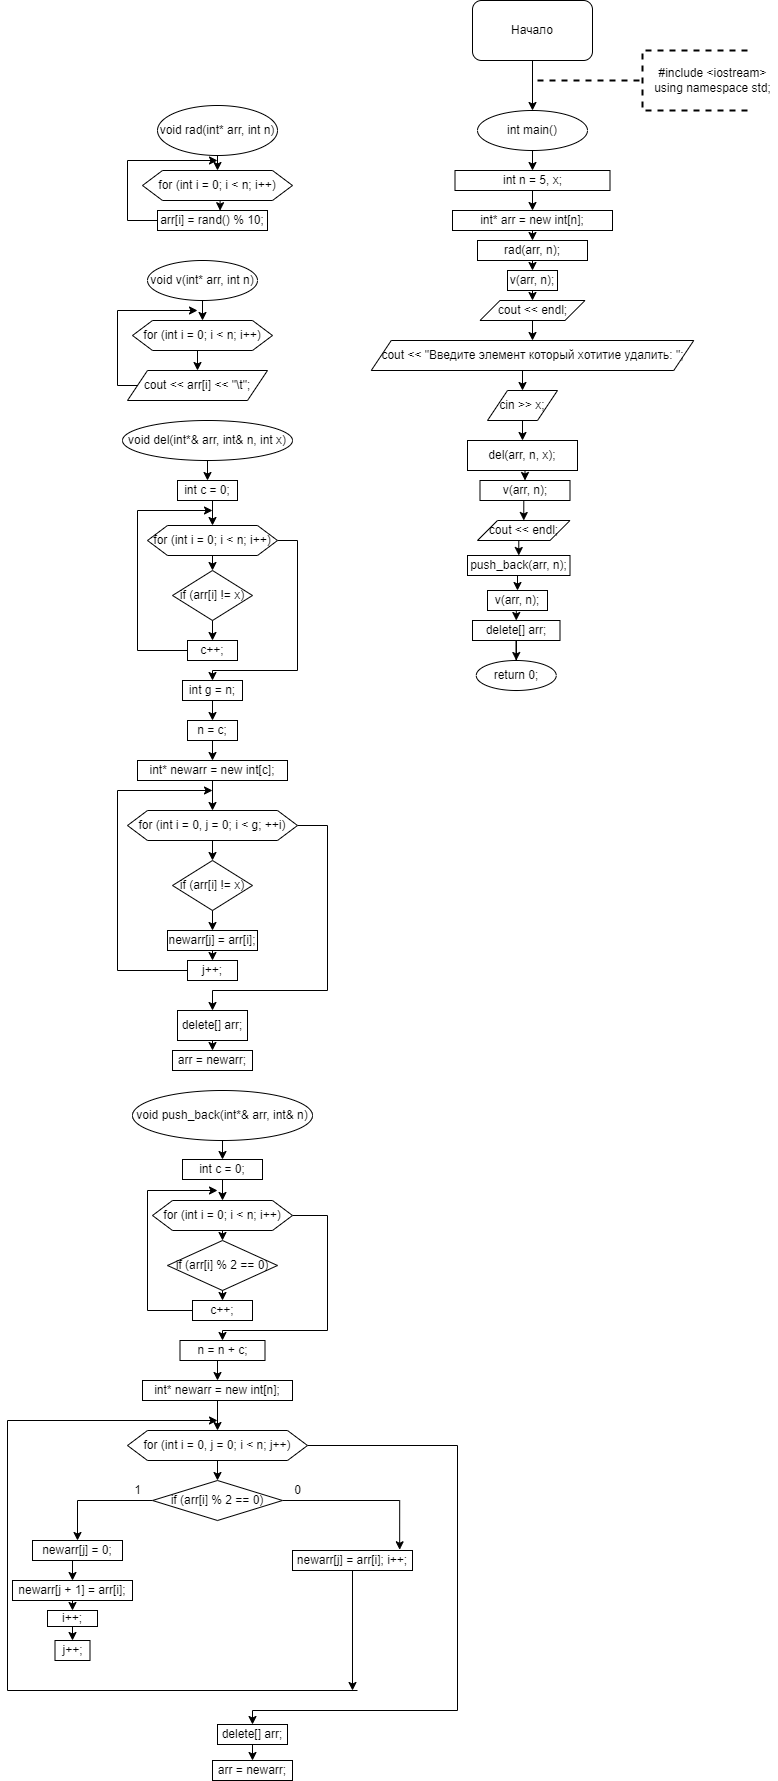 Начало
#include <iostream>
using namespace std;
int main()
int n = 5, x;
int* arr = new int[n];
rad(arr, n);
v(arr, n);
cout << endl;
cout << "Введите элемент который хотитие удалить: ";
cin >> x;
del(arr, n, x);
v(arr, n);
cout << endl;
push_back(arr, n);
v(arr, n);
delete[] arr;
return 0;
void rad(int* arr, int n)
for (int i = 0; i < n; i++)
arr[i] = rand() % 10;
void v(int* arr, int n)
for (int i = 0; i < n; i++)
cout << arr[i] << "\t";
void del(int*& arr, int& n, int x)
int c = 0;
for (int i = 0; i < n; i++)
if (arr[i] != x)
c++;
int g = n;
n = c;
int* newarr = new int[c];
for (int i = 0, j = 0; i < g; ++i)
if (arr[i] != x)
newarr[j] = arr[i];
j++;
delete[] arr;
arr = newarr;
void push_back(int*& arr, int& n)
int c = 0;
for (int i = 0; i < n; i++)
if (arr[i] % 2 == 0)
c++;
n = n + c;
int* newarr = new int[n];
for (int i = 0, j = 0; i < n; j++)
if (arr[i] % 2 == 0)
1
0
newarr[j] = 0;
newarr[j + 1] = arr[i];
i++;
j++;
newarr[j] = arr[i]; i++;
delete[] arr;
arr = newarr;